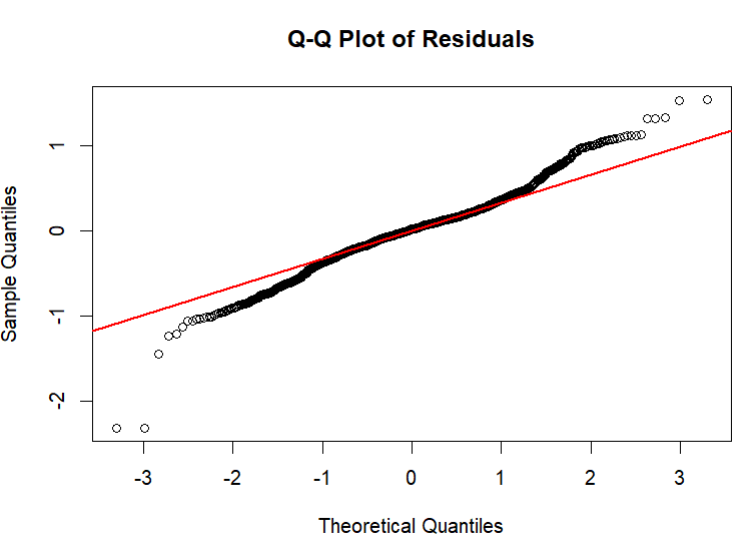 Q-Q Plot of Residuals
Sample Quantiles
1
0
-1
-2
-3 -2 -1 0 1 2 3
Theoretical Quantiles